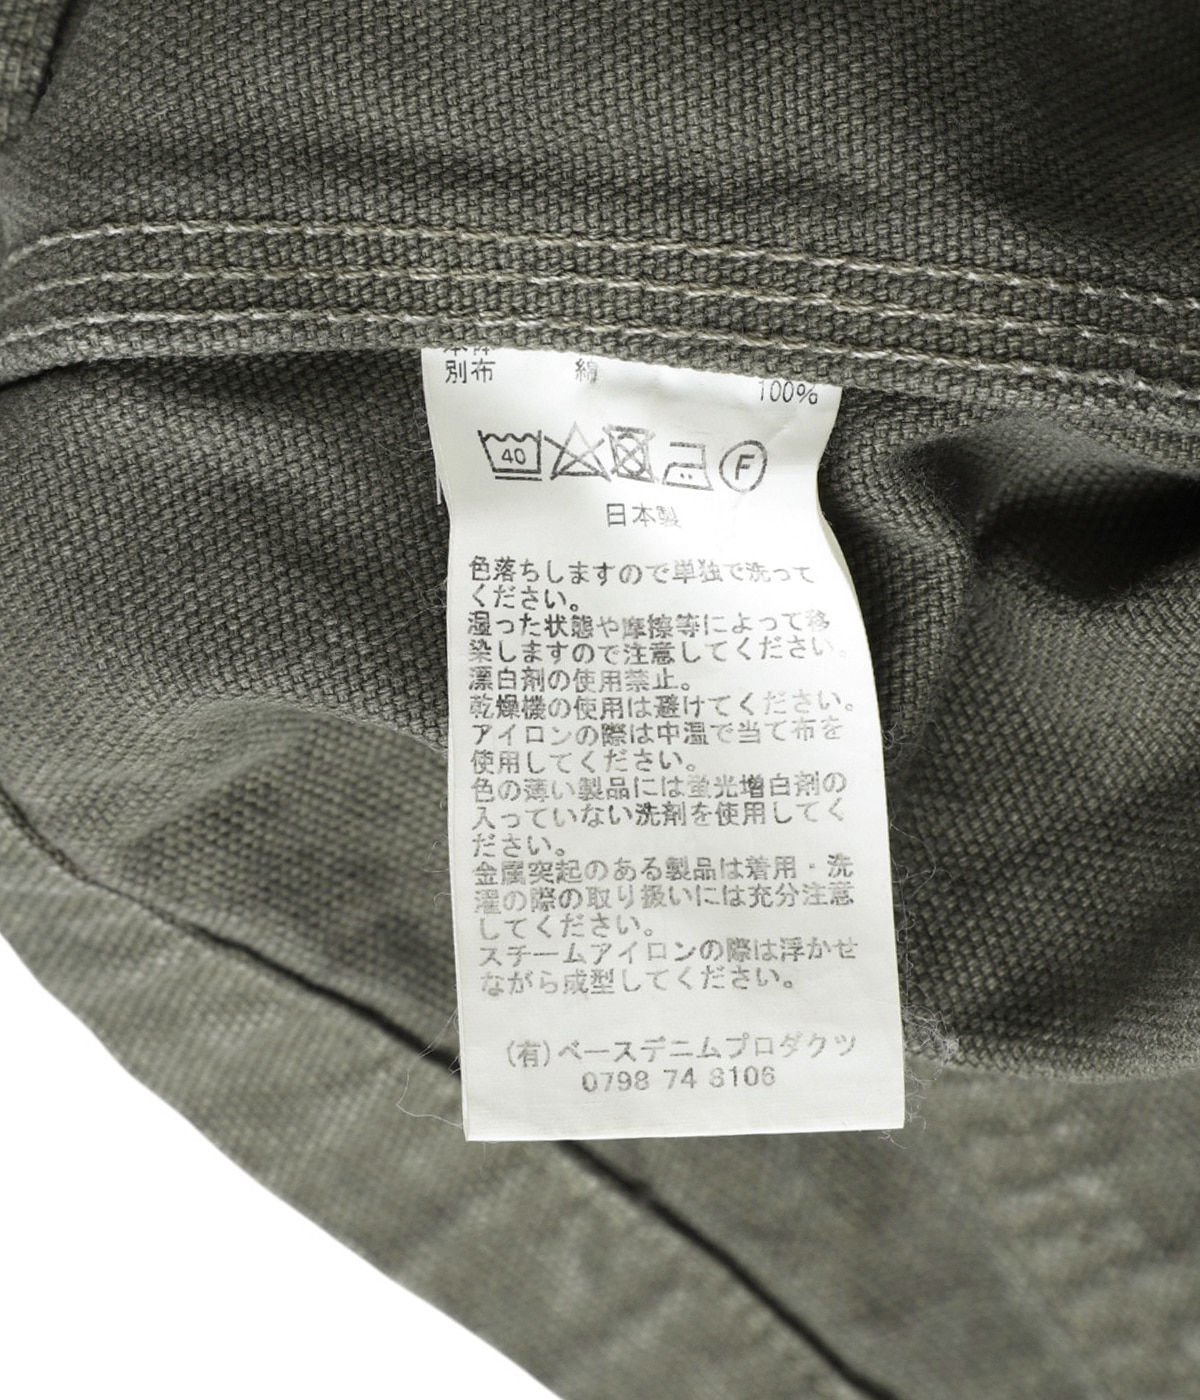 別布 綿 100%
40 F
日本製
色落ちしますので単独で洗って
ください。
湿った状態や摩擦等によって移
染しますので注意してください。
漂白剤の使用禁止。
乾燥機の使用は避けてください。
アイロンの際は中温で当て布を
使用してください。
色の薄い製品には蛍光増白剤の
入っていない洗剤を使用してく
ださい。
金属突起のある製品は着用・洗
濯の際の取り扱いには充分注意
してください。
スチームアイロンの際は浮かせ
ながら成型してください。
(有)ベースデニムプロダクツ
0798 74 8106